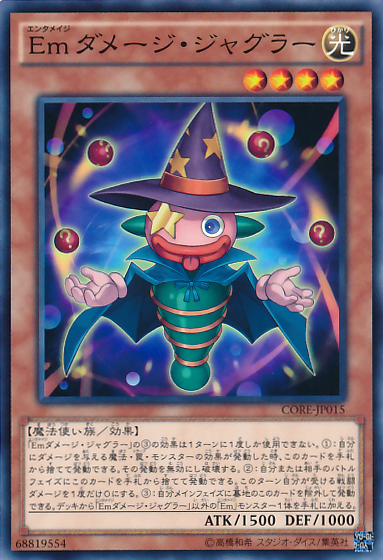 エンタメイジ
Emダメージ・ジャグラー
光
CORE-JP015
【魔法使い族/効果】
「Emダメージ・ジャグラー」の③の効果は1ターンに1度しか使用できない。①:自分
にダメージを与える魔法・罠・モンスターの効果が発動した時、このカードを手札
から捨てて発動できる。その発動を無効にし破壊する。②:自分または相手のバトル
フェイズにこのカードを手札から捨てて発動できる。このターン自分が受ける戦闘
ダメージを1度だけ0にする。③:自分メインフェイズに墓地のこのカードを除外して発動
できる。デッキから「Emダメージ・ジャグラー」以外の「Em」モンスター1体を手札に加える。
ATK/1500 DEF/1000
68819554
©高橋和希 スタジオ・ダイス/集英社